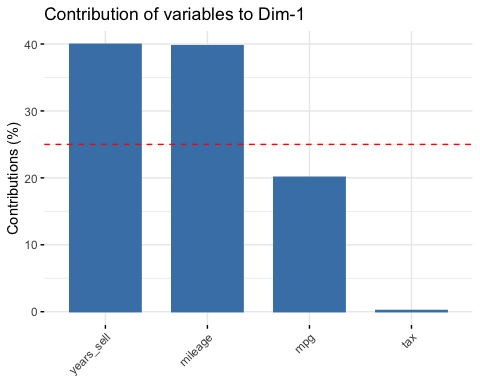 Contribution of variables to Dim-1
Contributions (%)
40
30
20
10
0
years_sell
mileage
mpg
tax